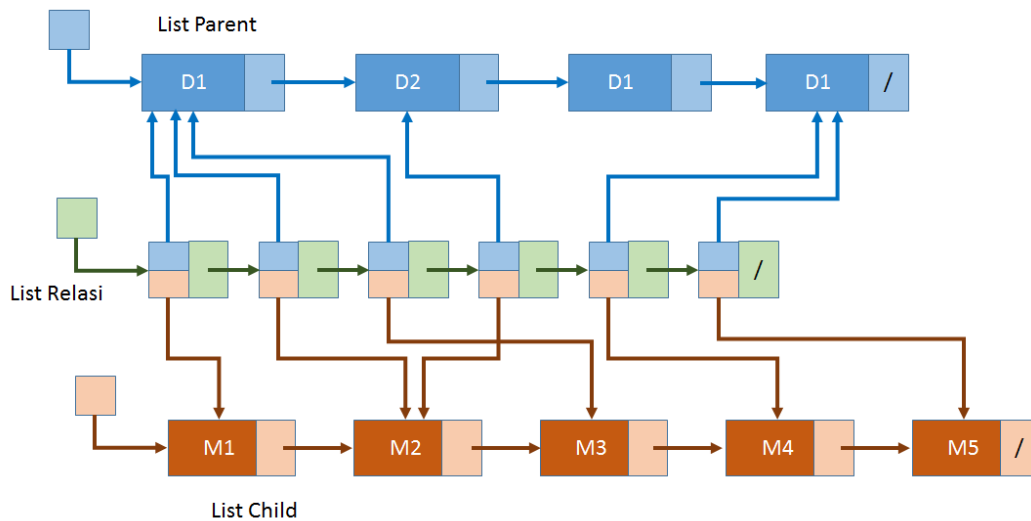 List Parent
D1
D2
D1
D1
/
List Relasi
/
M1
M2
M3
M4
M5
/
List Child